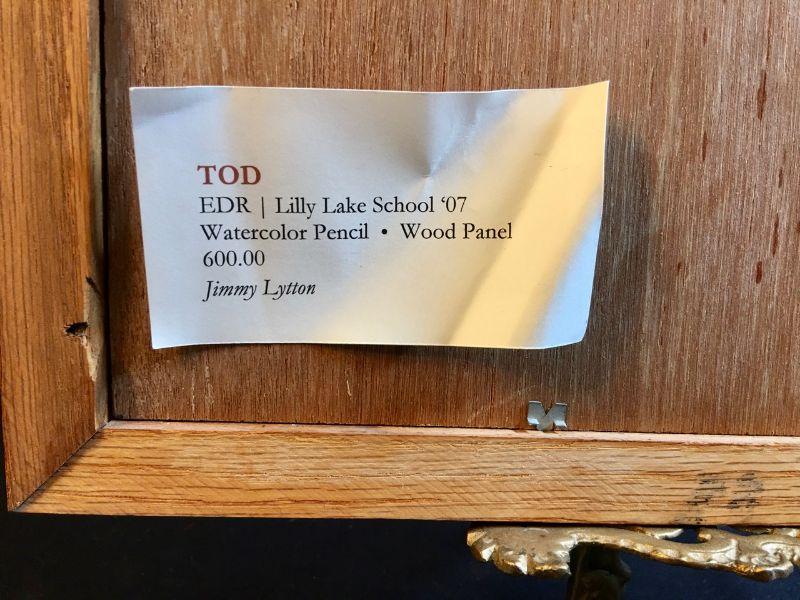 TOD
EDR | Lilly Lake School ‘07
Watercolor Pencil • Wood Panel
600.00
Jimmy Lytton